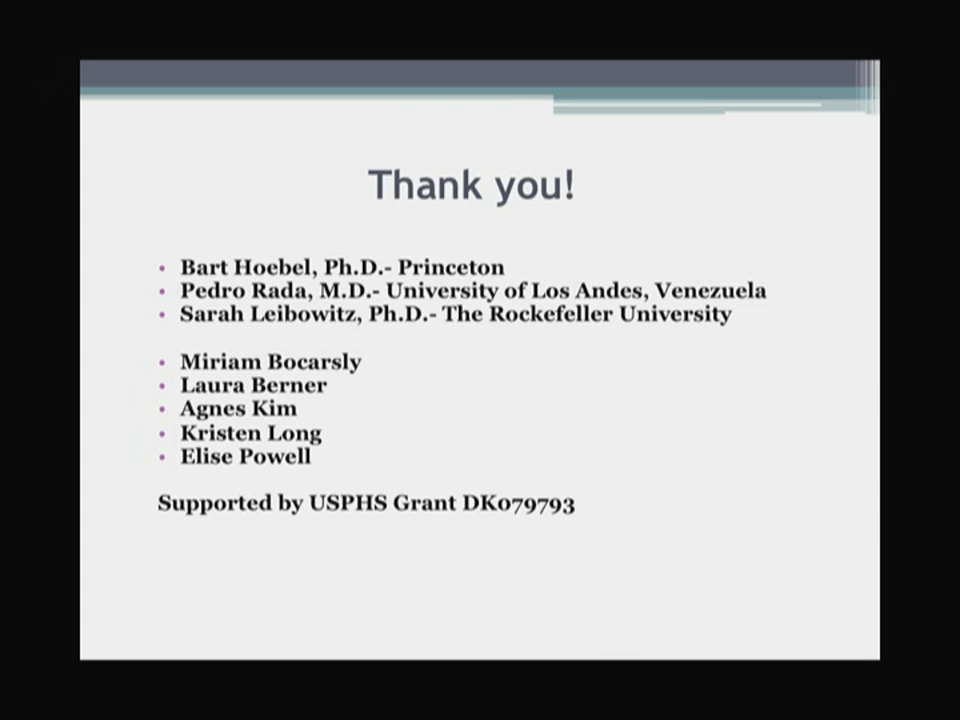 Thank you!
• Bart Hoebel, Ph.D.- Princeton
• Pedro Rada, M.D.- University of Los Andes, Venezuela
• Sarah Leibowitz, Ph.D.- The Rockefeller University
• Miriam Bocarsly
• Laura Berner
• Agnes Kim
• Kristen Long
• Elise Powell
Supported by USPHS Grant DK079793